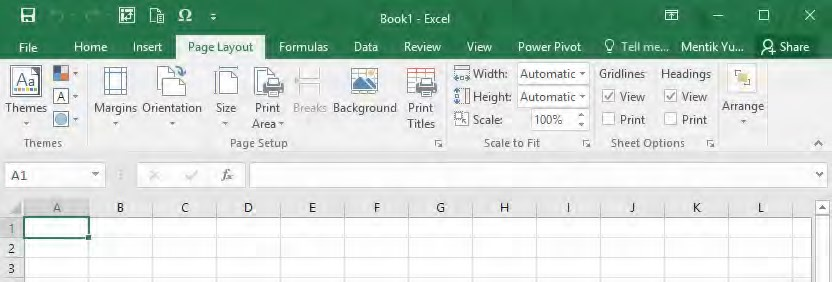 Book1 - Excel
File Home Insert Page Layout Formulas Data Review View Power Pivot Tell me... Mentik Yu... Share
Aa Width: Automatic Gridlines Headings
A Height: Automatic View View
Themes Margins Orientation Size Print Area Breaks Background Print Titles Scale: 100% Print Print Arrange
Themes Page Setup Scale to Fit Sheet Options
A1 fx
A B C D E F G H I J K L
1
2
3